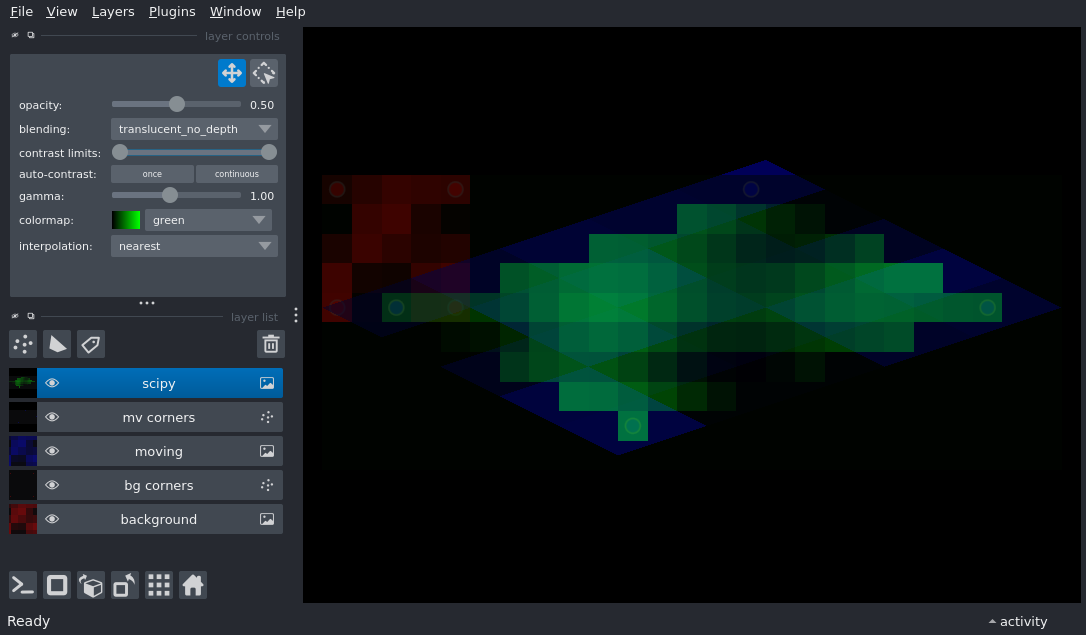 File View Layers Plugins Window Help
layer controls
opacity: 0.50
blending: translucent_no_depth
contrast limits:
auto-contrast: once continuous
gamma: 1.00
colormap: green
interpolation: nearest
layer list
scipy
mv corners
moving
bg corners
background
Ready
activity